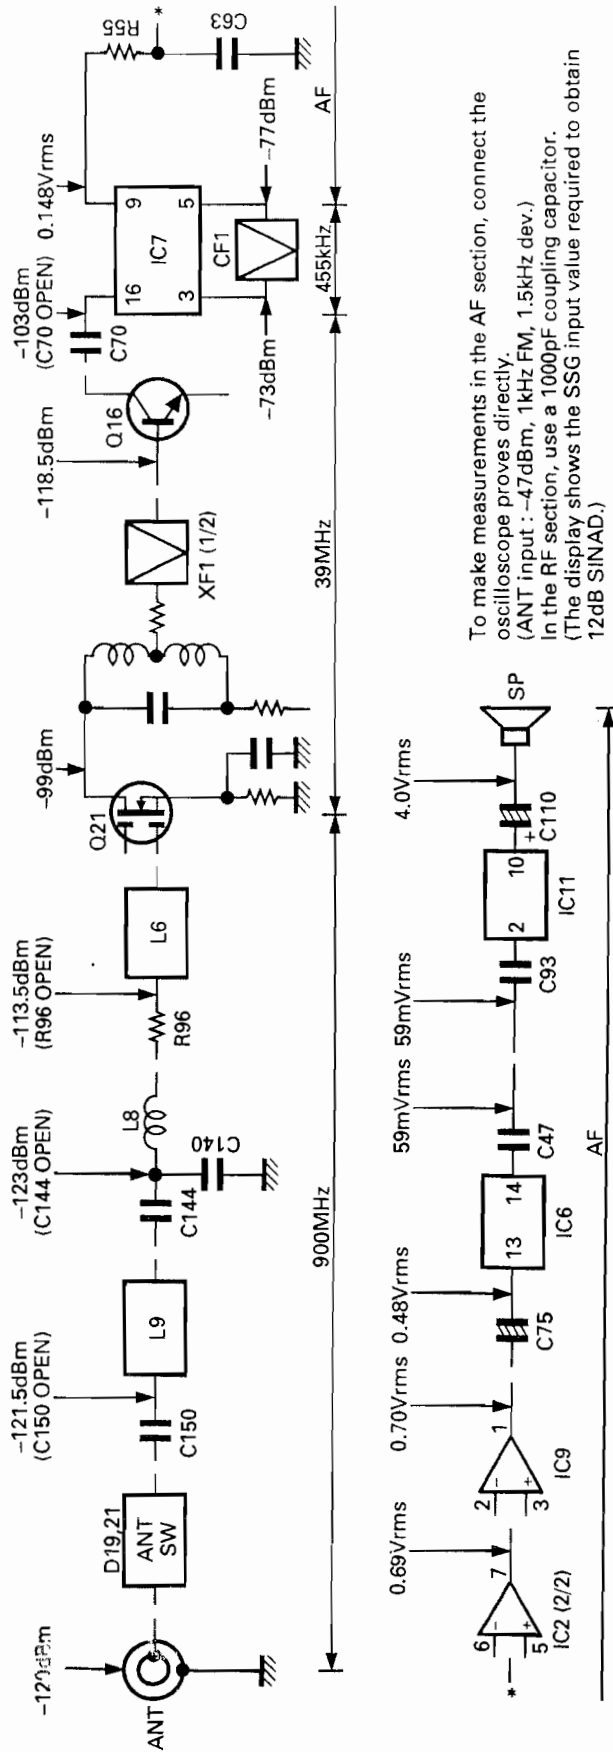 -121.5dBm
(C150 OPEN)
-123dBm
(C144 OPEN)
-113.5dBm
(R96 OPEN)
-99dBm
-118.5dBm
-103dBm
(C70 OPEN)
0.148Vrms
ANT
D19,21
ANT
SW
C150
L9
C144
C140
L8
R96
L6
Q21
XF1 (1/2)
Q16
C70
16
9
IC7
3
5
CF1
-73dBm
-77dBm
R55
*
C63
900MHz
39MHz
455kHz
AF
*
6
-
+
5
7
IC2 (2/2)
0.69Vrms
2
-
+
3
1
IC9
0.70Vrms
C75
0.48Vrms
13
14
IC6
C47
59mVrms
59mVrms
C93
2
10
IC11
+
C110
4.0Vrms
SP
AF
To make measurements in the AF section, connect the
oscilloscope proves directly.
(ANT input : -47dBm, 1kHz FM, 1.5kHz dev.)
In the RF section, use a 1000pF coupling capacitor.
(The display shows the SSG input value required to obtain
12dB SINAD.)